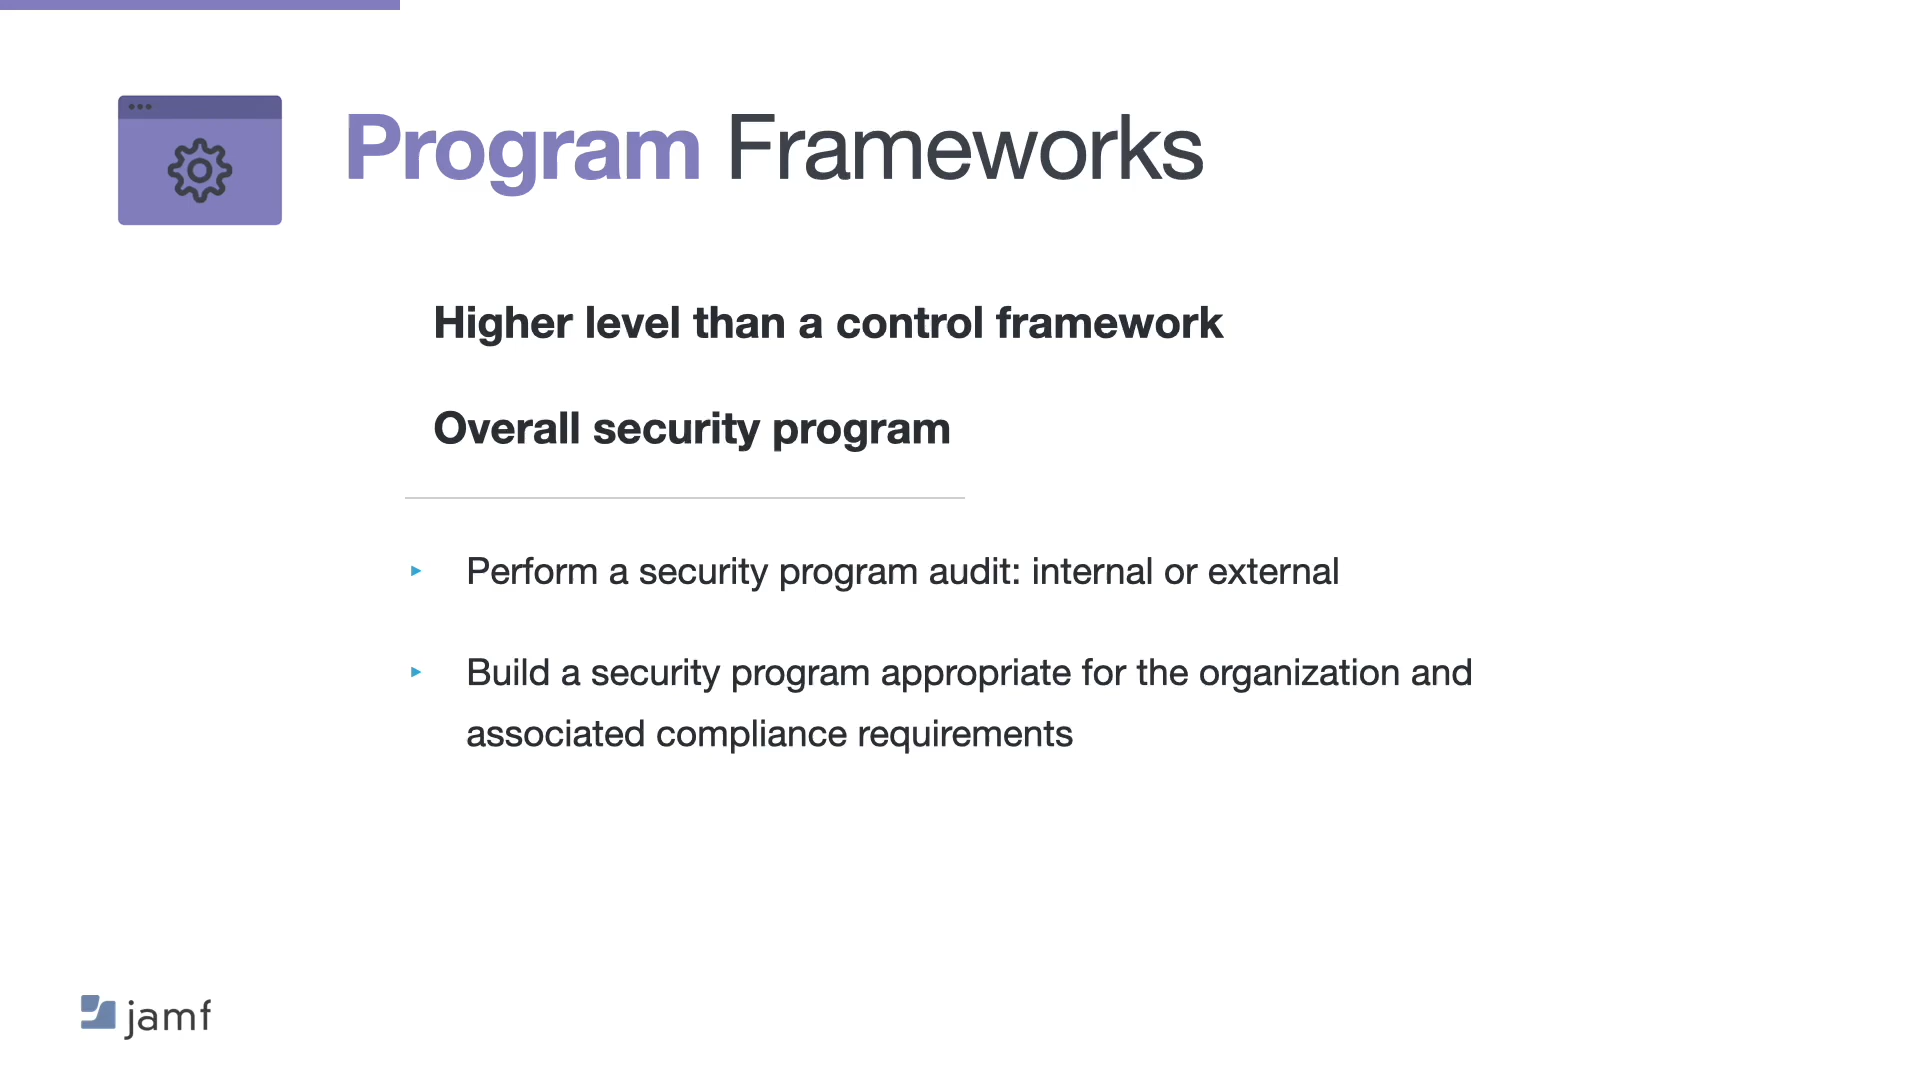 Program Frameworks
Higher level than a control framework
Overall security program
Perform a security program audit: internal or external
Build a security program appropriate for the organization and
associated compliance requirements
jamf